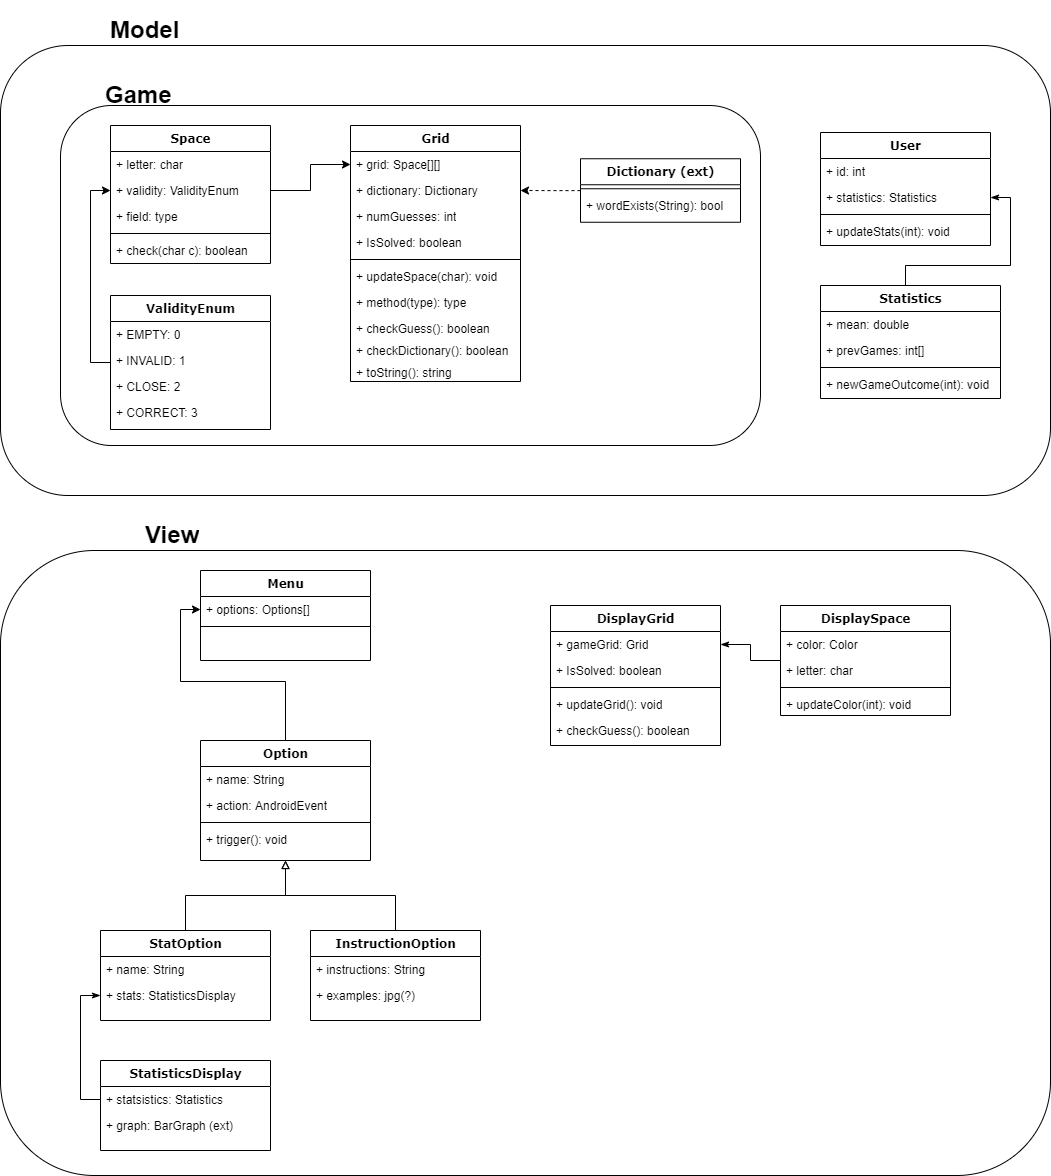 Model
Game
Space
+ letter: char
+ validity: ValidityEnum
+ field: type
+ check(char c): boolean
ValidityEnum
+ EMPTY: 0
+ INVALID: 1
+ CLOSE: 2
+ CORRECT: 3
Grid
+ grid: Space[][]
+ dictionary: Dictionary
+ numGuesses: int
+ IsSolved: boolean
+ updateSpace(char): void
+ method(type): type
+ checkGuess(): boolean
+ checkDictionary(): boolean
+ toString(): string
Dictionary (ext)
+ wordExists(String): bool
User
+ id: int
+ statistics: Statistics
+ updateStats(int): void
Statistics
+ mean: double
+ prevGames: int[]
+ newGameOutcome(int): void
View
Menu
+ options: Options[]
Option
+ name: String
+ action: AndroidEvent
+ trigger(): void
StatOption
+ name: String
+ stats: StatisticsDisplay
InstructionOption
+ instructions: String
+ examples: jpg(?)
StatisticsDisplay
+ statsistics: Statistics
+ graph: BarGraph (ext)
DisplayGrid
+ gameGrid: Grid
+ IsSolved: boolean
+ updateGrid(): void
+ checkGuess(): boolean
DisplaySpace
+ color: Color
+ letter: char
+ updateColor(int): void